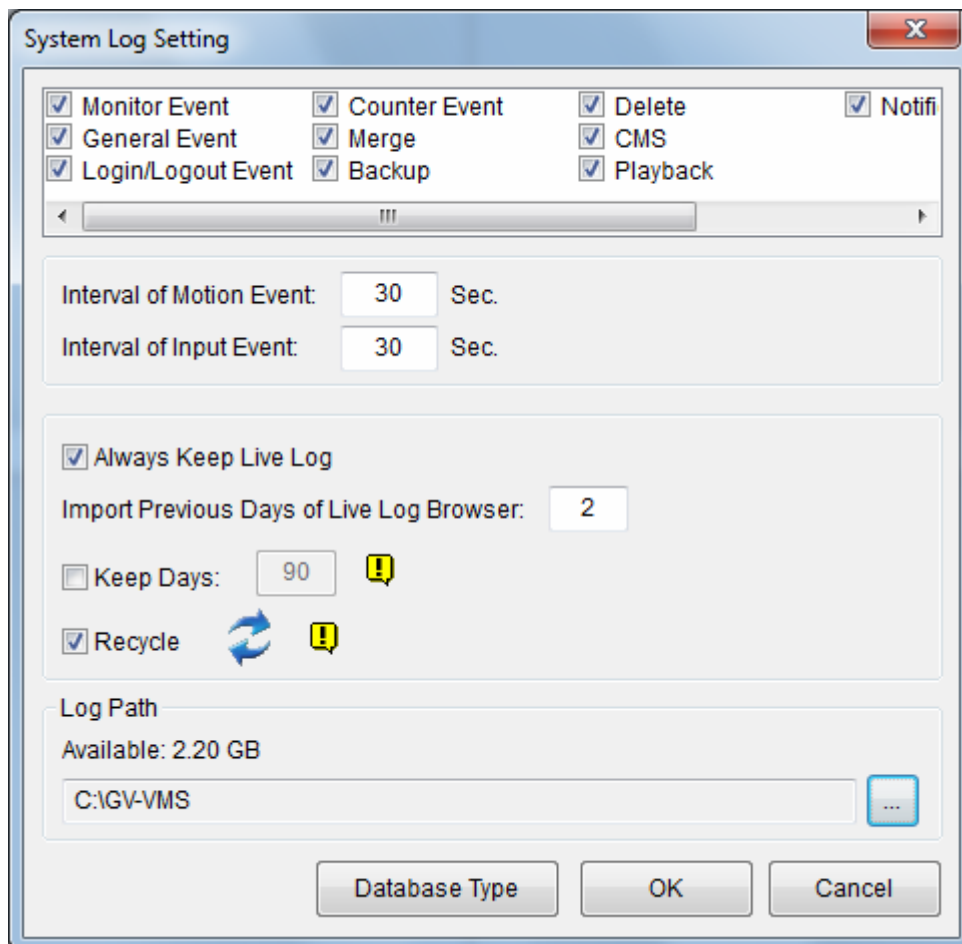 System Log Setting
Monitor Event Counter Event Delete Notifi
General Event Merge CMS
Login/Logout Event Backup Playback
Interval of Motion Event: 30 Sec.
Interval of Input Event: 30 Sec.
Always Keep Live Log
Import Previous Days of Live Log Browser: 2
Keep Days: 90
Recycle
Log Path
Available: 2.20 GB
C:\GV-VMS ...
Database Type OK Cancel